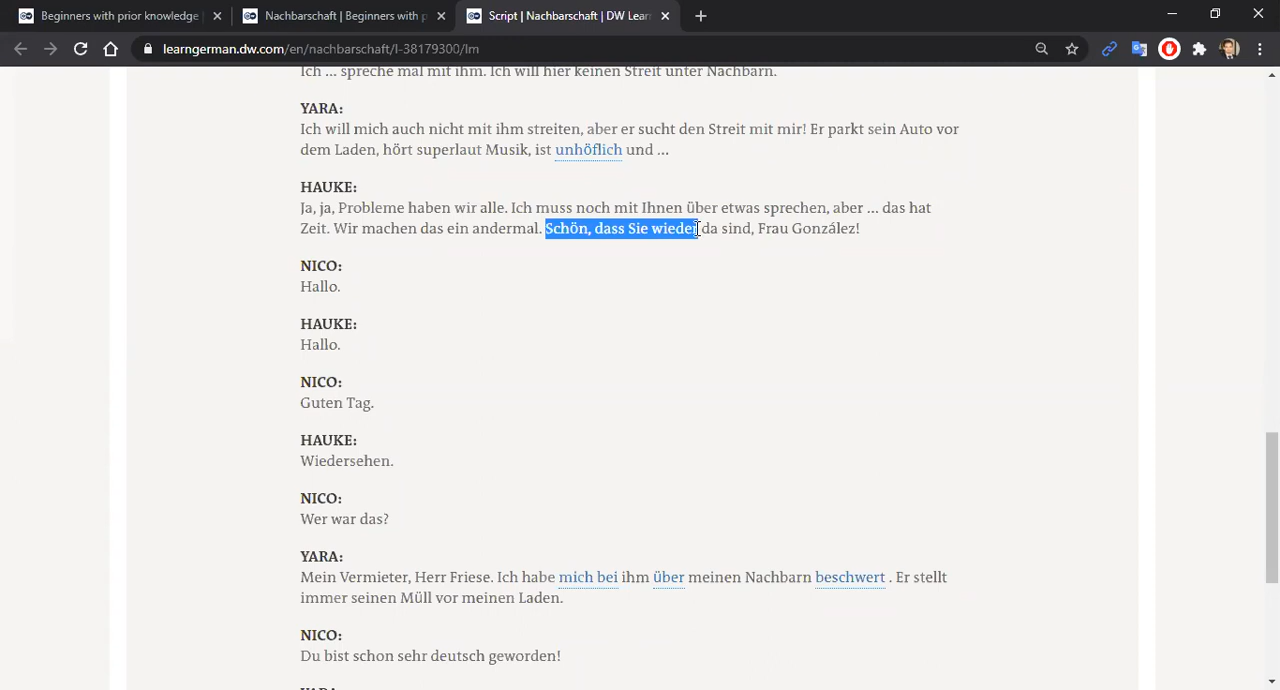 Beginners with prior knowledge
Nachbarschaft | Beginners with p
Script | Nachbarschaft | DW Lear
learngerman.dw.com/en/nachbarschaft/l-38179300/lm
Ich ... spreche mal mit ihm. Ich will hier keinen Streit unter Nachbarn.
YARA:
Ich will mich auch nicht mit ihm streiten, aber er sucht den Streit mit mir! Er parkt sein Auto vor
dem Laden, hört superlaut Musik, ist unhöflich und ...
HAUKE:
Ja, ja, Probleme haben wir alle. Ich muss noch mit Ihnen über etwas sprechen, aber ... das hat
Zeit. Wir machen das ein andermal. Schön, dass Sie wieder da sind, Frau González!
NICO:
Hallo.
HAUKE:
Hallo.
NICO:
Guten Tag.
HAUKE:
Wiedersehen.
NICO:
Wer war das?
YARA:
Mein Vermieter, Herr Friese. Ich habe mich bei ihm über meinen Nachbarn beschwert . Er stellt
immer seinen Müll vor meinen Laden.
NICO:
Du bist schon sehr deutsch geworden!
YARA: